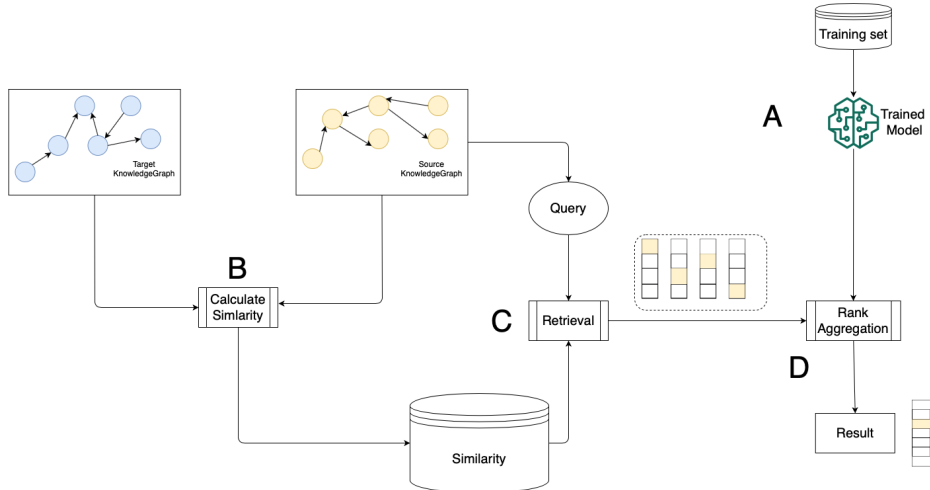 Training set
A
Trained
Model
Target
KnowledgeGraph
Source
KnowledgeGraph
Query
B
Calculate
Simlarity
C
Retrieval
Rank
Aggregation
D
Similarity
Result